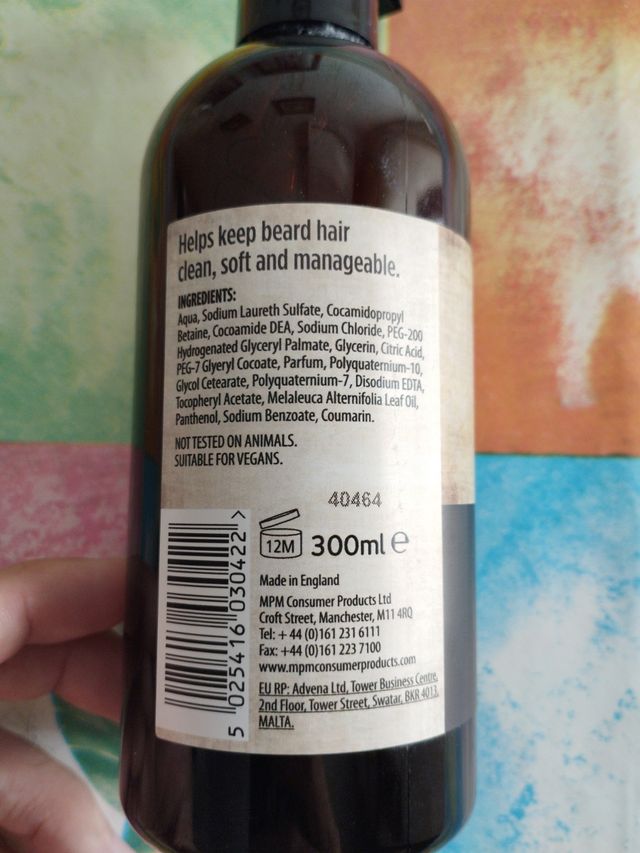 Helps keep beard hair
clean, soft and manageable.
INGREDIENTS:
Aqua, Sodium Laureth Sulfate, Cocamidopropyl
Betaine, Cocoamide DEA, Sodium Chloride, PEG-200
Hydrogenated Glyceryl Palmate, Glycerin, Citric Acid,
PEG-7 Glyeryl Cocoate, Parfum, Polyquaternium-10,
Glycol Cetearate, Polyquaternium-7, Disodium EDTA,
Tocopheryl Acetate, Melaleuca Alternifolia Leaf Oil,
Panthenol, Sodium Benzoate, Coumarin.
NOT TESTED ON ANIMALS.
SUITABLE FOR VEGANS.
40464
12M 300ml e
Made in England
MPM Consumer Products Ltd
Croft Street, Manchester, M11 4RQ
Tel: + 44 (0)161 231 6111
Fax: +44 (0)161 223 7100
www.mpmconsumerproducts.com
EU RP: Advena Ltd, Tower Business Centre,
2nd Floor, Tower Street, Swatar, BKR 4013,
MALTA.
5 025416 030422 >